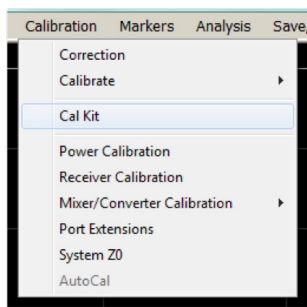 Calibration Markers Analysis Save
Correction
Calibrate
Cal Kit
Power Calibration
Receiver Calibration
Mixer/Converter Calibration
Port Extensions
System Z0
AutoCal